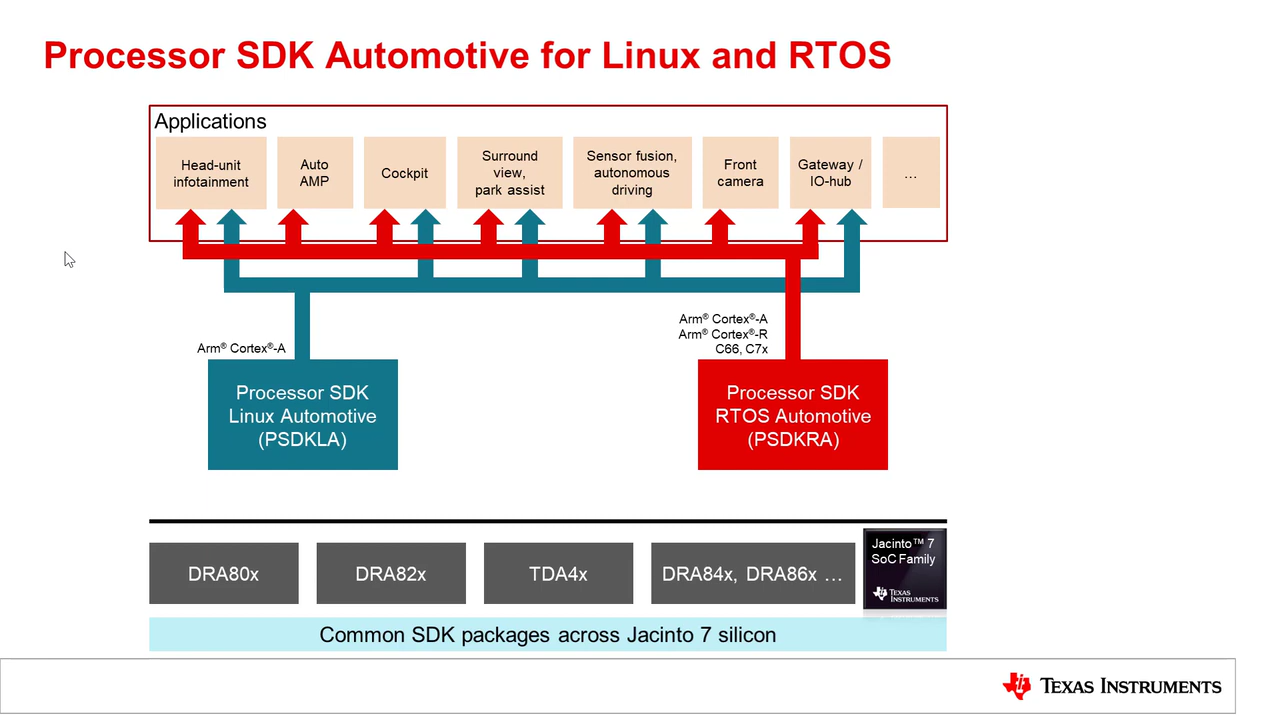 Processor SDK Automotive for Linux and RTOS
Applications
Head-unit
infotainment
Auto
AMP
Cockpit
Surround
view,
park assist
Sensor fusion,
autonomous
driving
Front
camera
Gateway /
IO-hub
...
Arm® Cortex®-A
Arm® Cortex®-A
Arm® Cortex®-R
C66, C7x
Processor SDK
Linux Automotive
(PSDKLA)
Processor SDK
RTOS Automotive
(PSDKRA)
DRA80x
DRA82x
TDA4x
DRA84x, DRA86x ...
Jacinto™ 7
SoC Family
TEXAS
INSTRUMENTS
Common SDK packages across Jacinto 7 silicon
TEXAS INSTRUMENTS